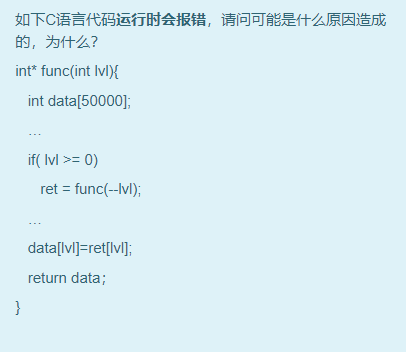 如下C语言代码运行时会报错，请问可能是什么原因造成
的，为什么？
int* func(int lvl){
int data[50000];
…
if( lvl >= 0)
ret = func(--lvl);
…
data[lvl]=ret[lvl];
return data；
}